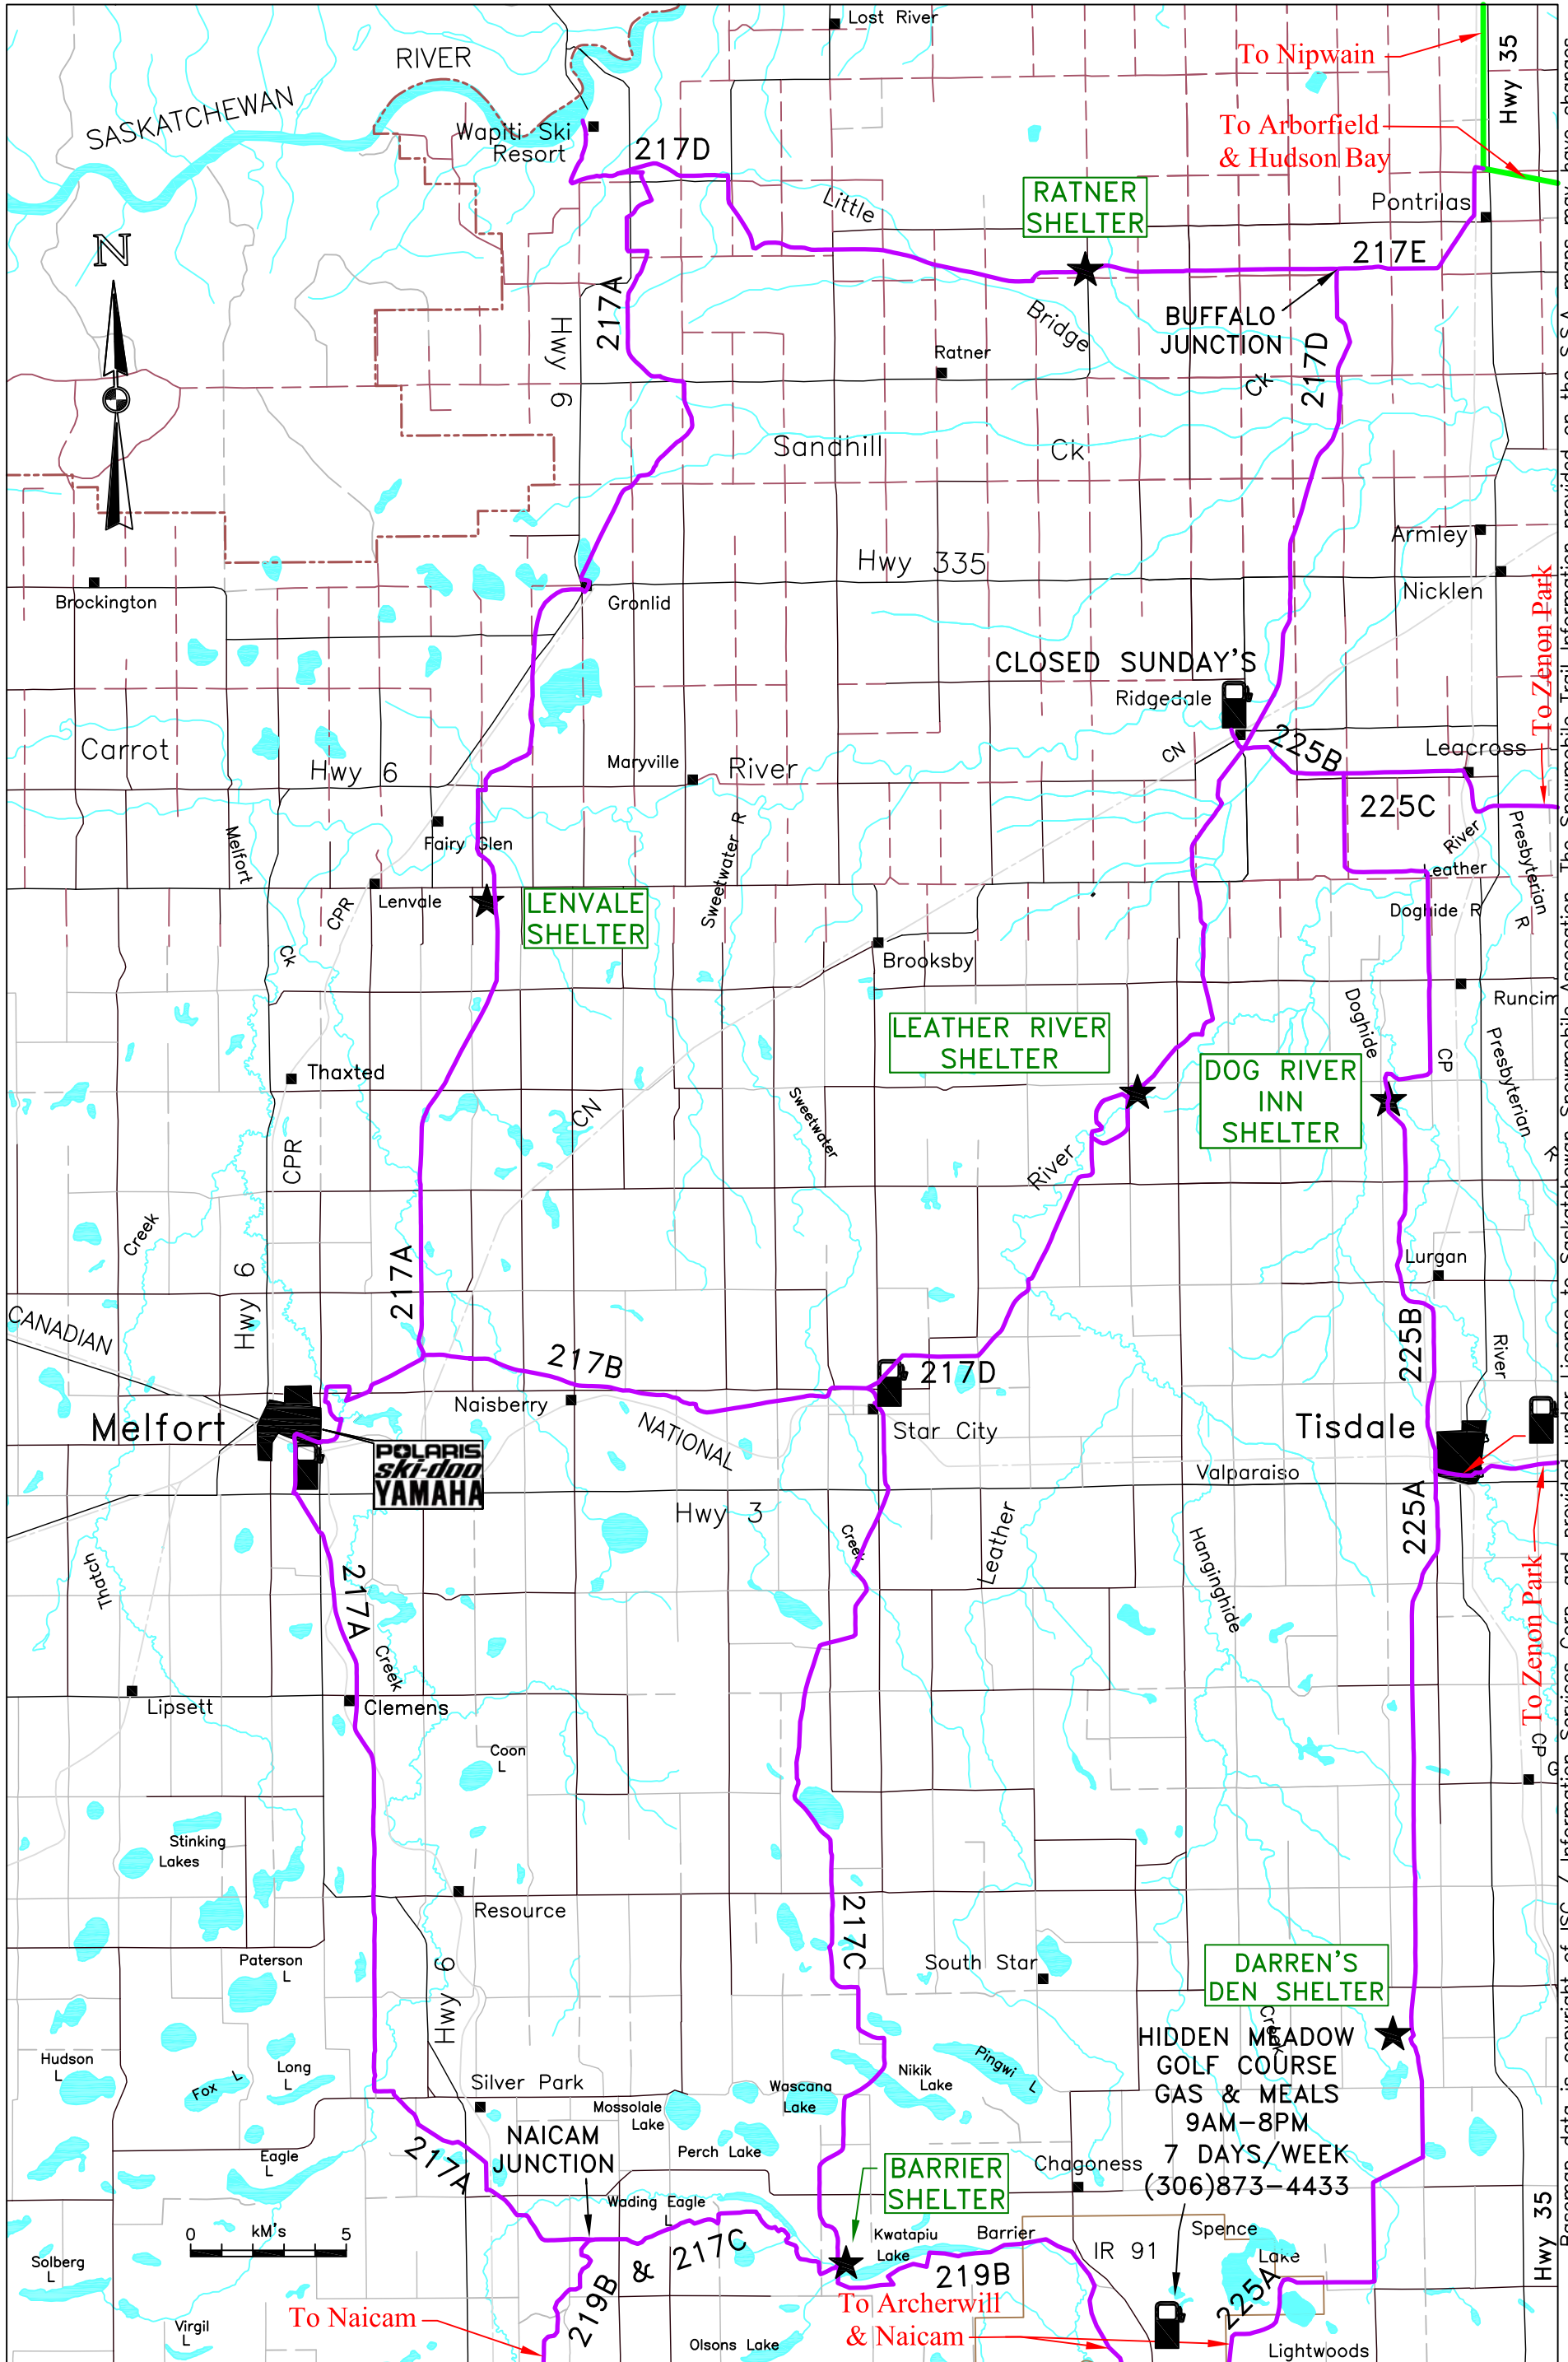 Lost River
To Nipwain
Hwy 35
RIVER
SASKATCHEWAN
Wapiti Ski
Resort
217D
To Arborfield
& Hudson Bay
RATNER
SHELTER
Little
Pontrilas
N
217E
217A
Hwy 6
Bridge
BUFFALO
JUNCTION
217D
Ratner
Ck
Sandhill
Ck
Armley
Hwy 335
Nicklen
Brockington
Gronlid
To Zenon Park
CLOSED SUNDAY'S
Ridgedale
225B
Leacross
CN
Carrot
Hwy 6
Maryville
River
225C
Melfort
Fairy Glen
Sweetwater R
River
Presbyterian
R
Leather
Lenvale
CPR
LENVALE
SHELTER
Doghide R
Ck
Brooksby
Runcim
LEATHER RIVER
SHELTER
Doghide
CP
Presbyterian
R
Thaxted
DOG RIVER
INN
SHELTER
CN
Sweetwater
CPR
River
Creek
217A
Hwy 6
Lurgan
CANADIAN
225B
River
217B
217D
Naisberry
Melfort
NATIONAL
Star City
Tisdale
POLARIS
ski-doo
YAMAHA
Valparaiso
Hwy 3
225A
Creek
Leather
Hanginghide
Thatch
217A
To Zenon Park
Creek
Lipsett
Clemens
CP
Coon
L
Stinking
Lakes
Resource
217C
South Star
DARREN'S
DEN SHELTER
Paterson
L
Hwy 6
Creek
HIDDEN MEADOW
GOLF COURSE
GAS & MEALS
9AM-8PM
7 DAYS/WEEK
(306)873-4433
Hudson
L
Fox L
Long
L
Silver Park
Mossolale
Lake
Wascana
Lake
Nikik
Lake
Pingwi L
NAICAM
JUNCTION
Perch Lake
217A
Eagle
L
BARRIER
SHELTER
Chagoness
Wading Eagle
L
0 kM's 5
Solberg
L
Kwatapiu
Lake
Barrier
IR 91
Spence
Lake
Hwy 35
219B & 217C
219B
225A
To Naicam
To Archerwill
& Naicam
Virgil
L
Olsons Lake
Lightwoods